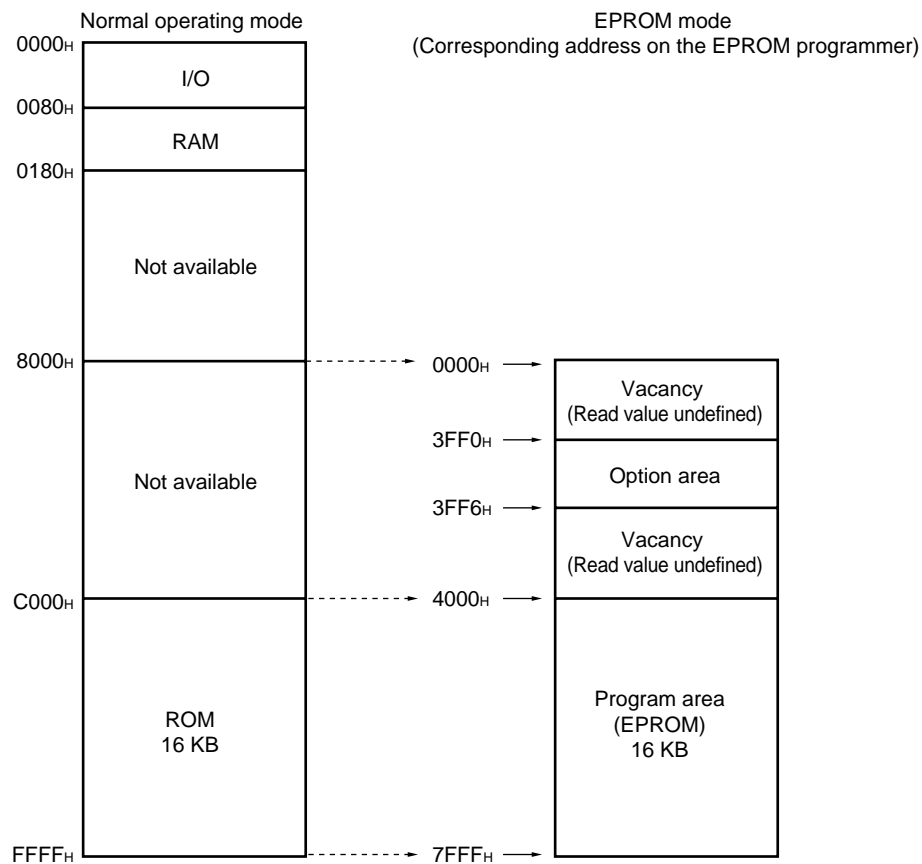 Normal operating mode
EPROM mode
(Corresponding address on the EPROM programmer)
0000H
I/O
0080H
RAM
0180H
Not available
8000H
0000H
Vacancy
(Read value undefined)
3FF0H
Not available
Option area
3FF6H
Vacancy
(Read value undefined)
C000H
4000H
ROM
16 KB
Program area
(EPROM)
16 KB
FFFFH
7FFFH